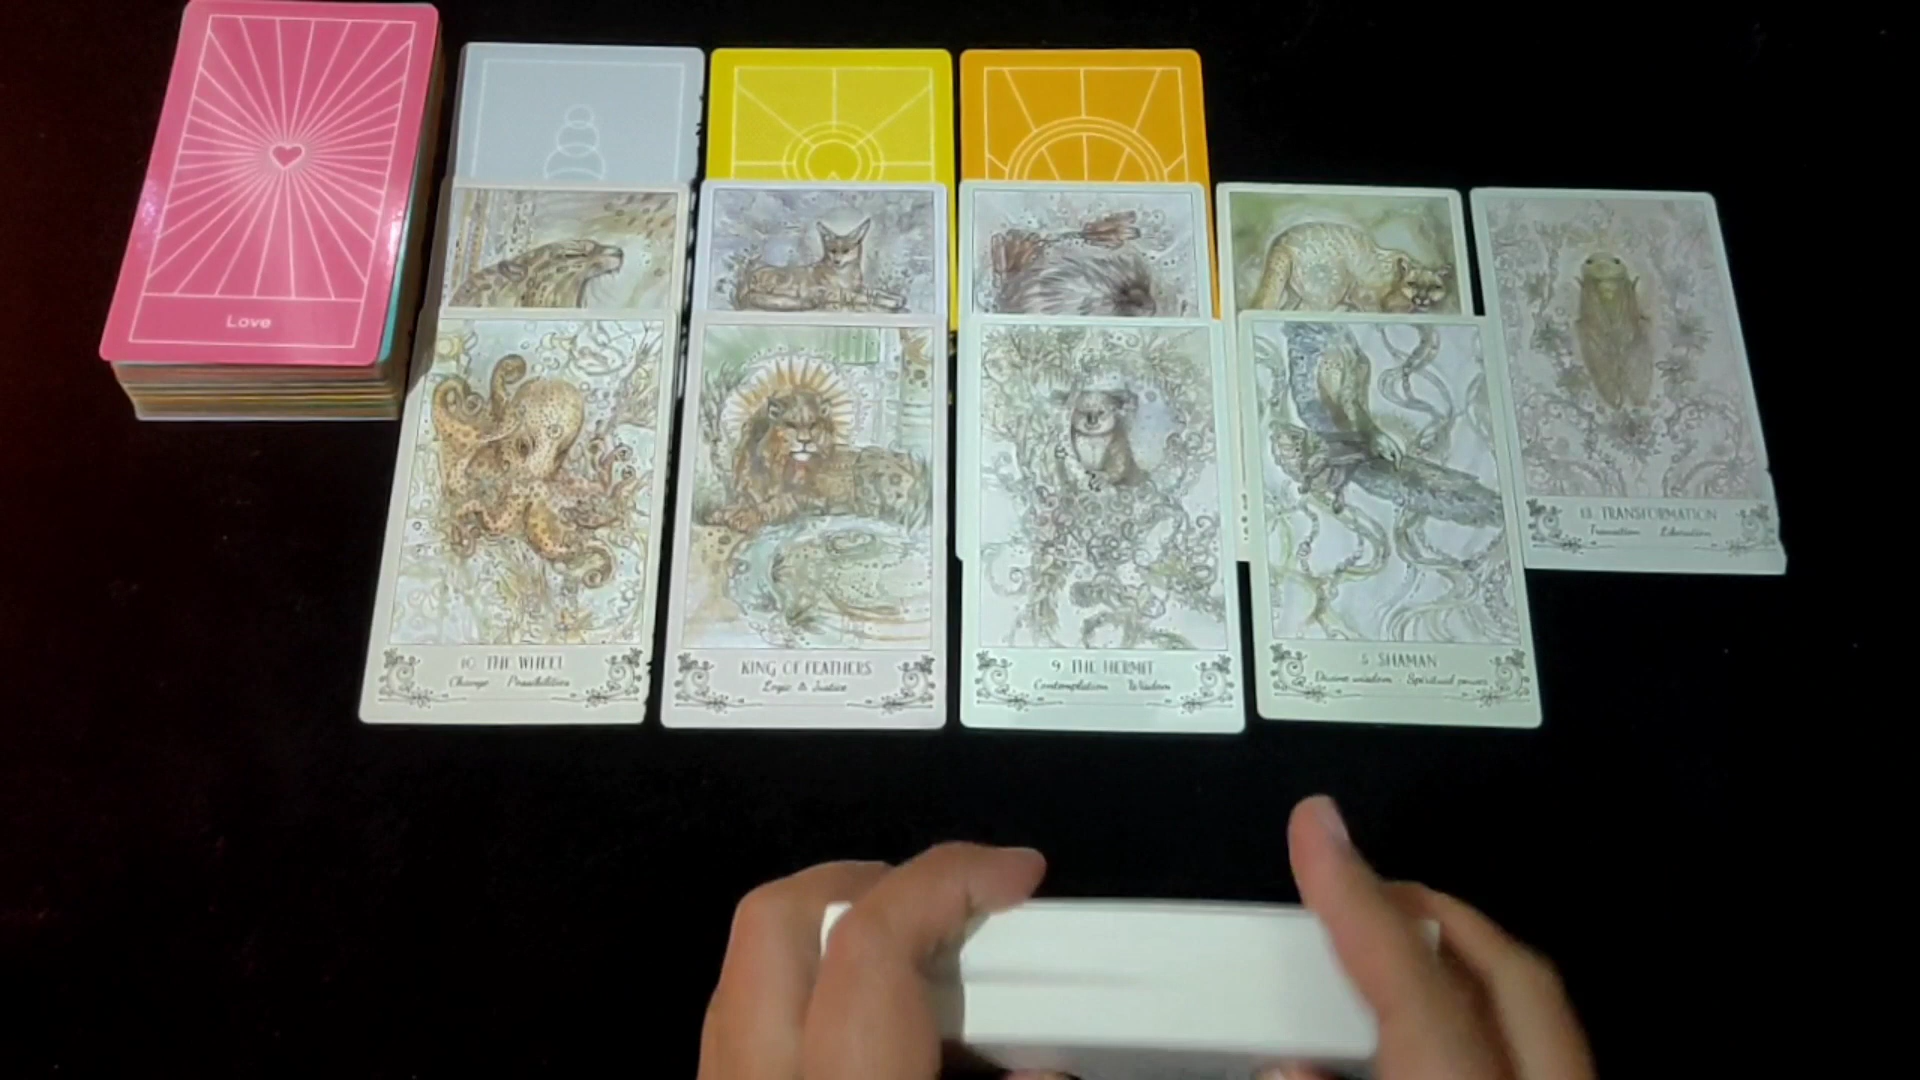 Love
13. TRANSFORMATION
Transition Liberation
10. THE WHEEL
Change Possibilities
KING OF FEATHERS
Logic & Justice
9. THE HERMIT
Contemplation Wisdom
5. SHAMAN
Divine wisdom Spiritual power